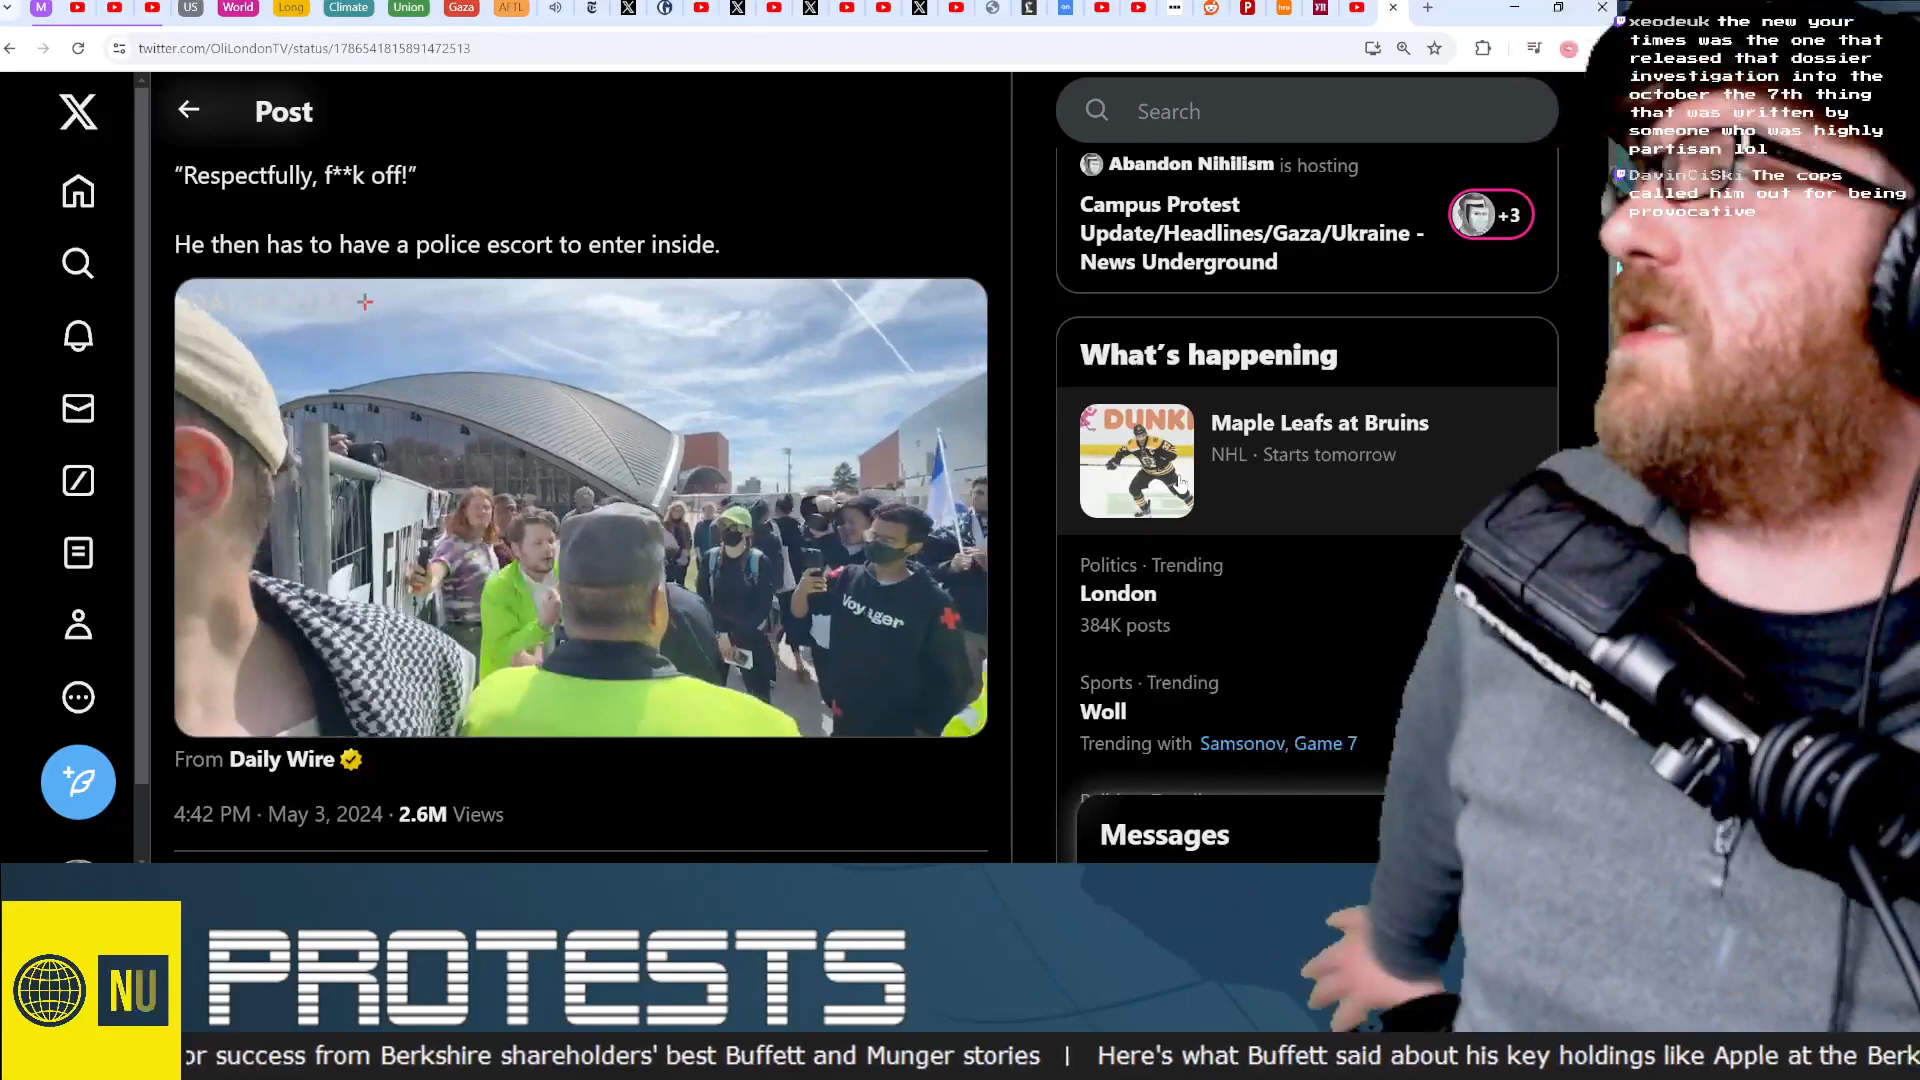 M
US
World
Long
Climate
Union
Gaza
AFTL
twitter.com/OliLondonTV/status/1786541815891472513
Post
"Respectfully, f**k off!"
He then has to have a police escort to enter inside.
Voyager
From Daily Wire
4:42 PM · May 3, 2024 · 2.6M Views
Search
Abandon Nihilism is hosting
Campus Protest
Update/Headlines/Gaza/Ukraine -
News Underground
+3
What's happening
DUNKI
Maple Leafs at Bruins
NHL · Starts tomorrow
Politics · Trending
London
384K posts
Sports · Trending
Woll
Trending with Samsonov, Game 7
Messages
xeodeuk the new your
times was the one that
released that dossier
investigation into the
october the 7th thing
that was written by
someone who was highly
partisan lol
DavinCiSki The cops
called him out for being
provocative
NU
PROTESTS
or success from Berkshire shareholders' best Buffett and Munger stories | Here's what Buffett said about his key holdings like Apple at the Berk